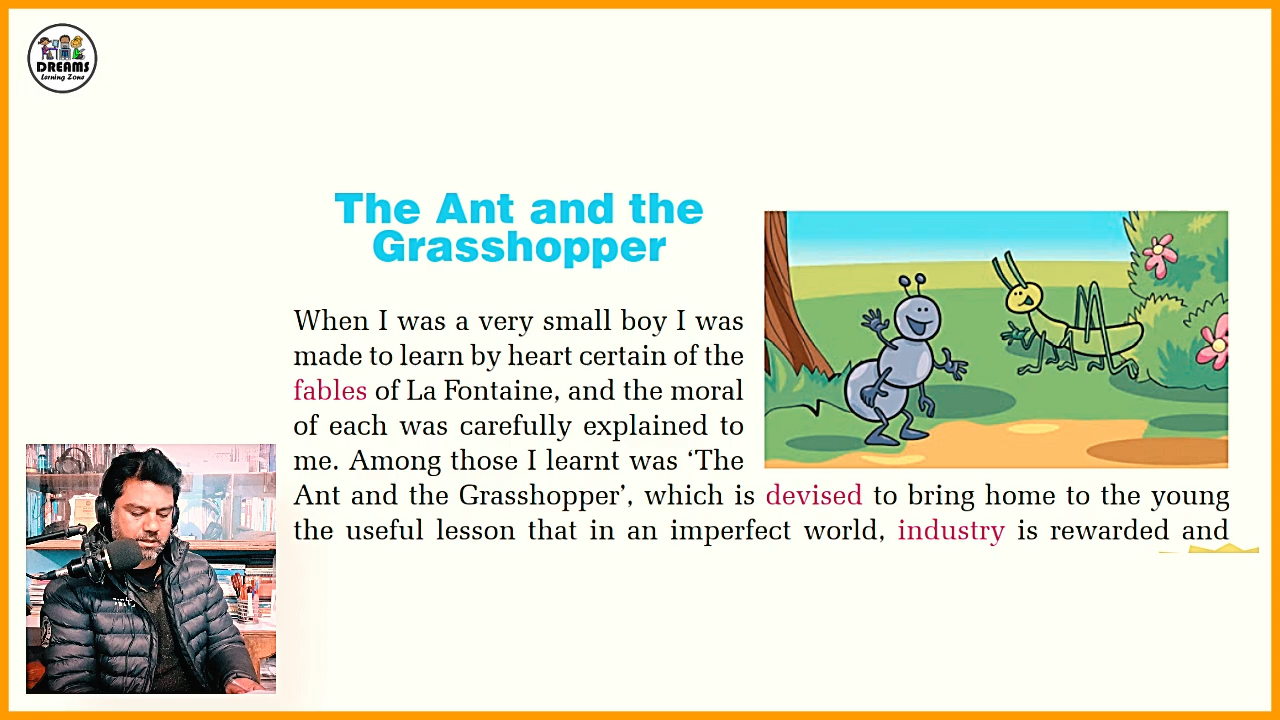 DREAMS
Lerning Zone
The Ant and the
Grasshopper
When I was a very small boy I was
made to learn by heart certain of the
fables of La Fontaine, and the moral
of each was carefully explained to
me. Among those I learnt was ‘The
Ant and the Grasshopper’, which is devised to bring home to the young
the useful lesson that in an imperfect world, industry is rewarded and